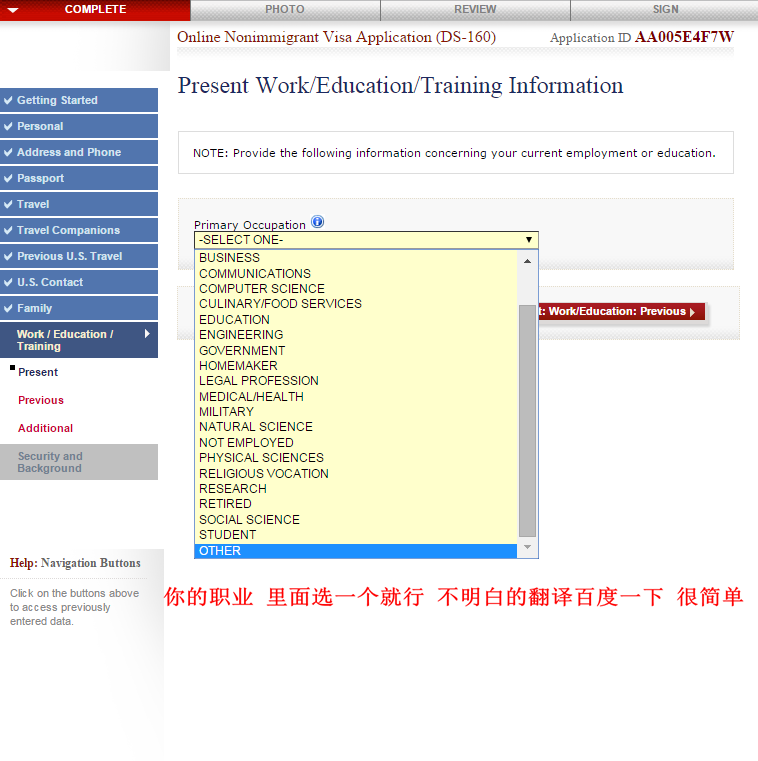 COMPLETE
PHOTO
REVIEW
SIGN
Online Nonimmigrant Visa Application (DS-160)
Application ID AA005E4F7W
Present Work/Education/Training Information
Getting Started
Personal
Address and Phone
Passport
Travel
Travel Companions
Previous U.S. Travel
U.S. Contact
Family
Work / Education /
Training
Present
Previous
Additional
Security and
Background
Help: Navigation Buttons
Click on the buttons above
to access previously
entered data.
NOTE: Provide the following information concerning your current employment or education.
Primary Occupation
-SELECT ONE-
BUSINESS
COMMUNICATIONS
COMPUTER SCIENCE
CULINARY/FOOD SERVICES
EDUCATION
ENGINEERING
GOVERNMENT
HOMEMAKER
LEGAL PROFESSION
MEDICAL/HEALTH
MILITARY
NATURAL SCIENCE
NOT EMPLOYED
PHYSICAL SCIENCES
RELIGIOUS VOCATION
RESEARCH
RETIRED
SOCIAL SCIENCE
STUDENT
OTHER
t: Work/Education: Previous
你的职业 里面选一个就行 不明白的翻译百度一下 很简单